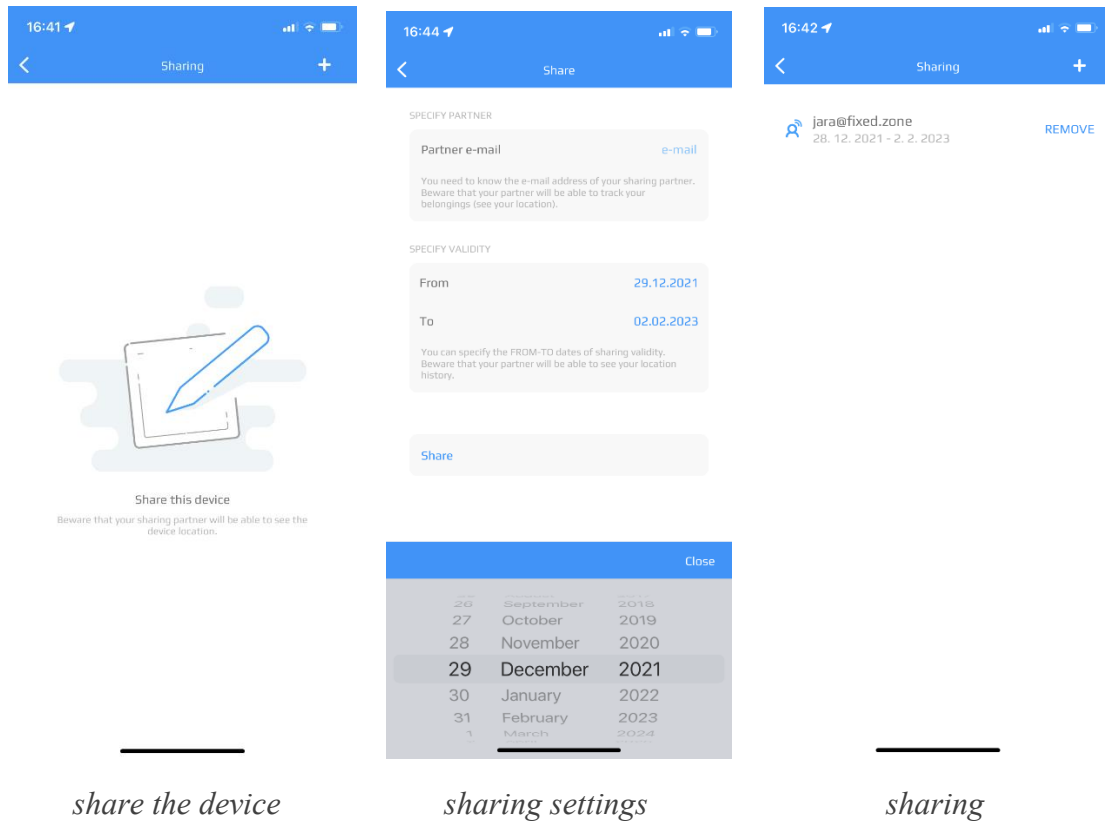 16:41
Sharing
+
Share this device
Beware that your sharing partner will be able to see the
device location.
share the device
16:44
Share
SPECIFY PARTNER
Partner e-mail e-mail
You need to know the e-mail address of your sharing partner.
Beware that your partner will be able to track your
belongings (see your location).
SPECIFY VALIDITY
From 29.12.2021
To 02.02.2023
You can specify the FROM-TO dates of sharing validity.
Beware that your partner will be able to see your location
history.
Share
Close
26 September 2018
27 October 2019
28 November 2020
29 December 2021
30 January 2022
31 February 2023
1 March 2024
sharing settings
16:42
Sharing
+
jara@fixed.zone
28. 12. 2021 - 2. 2. 2023
REMOVE
sharing